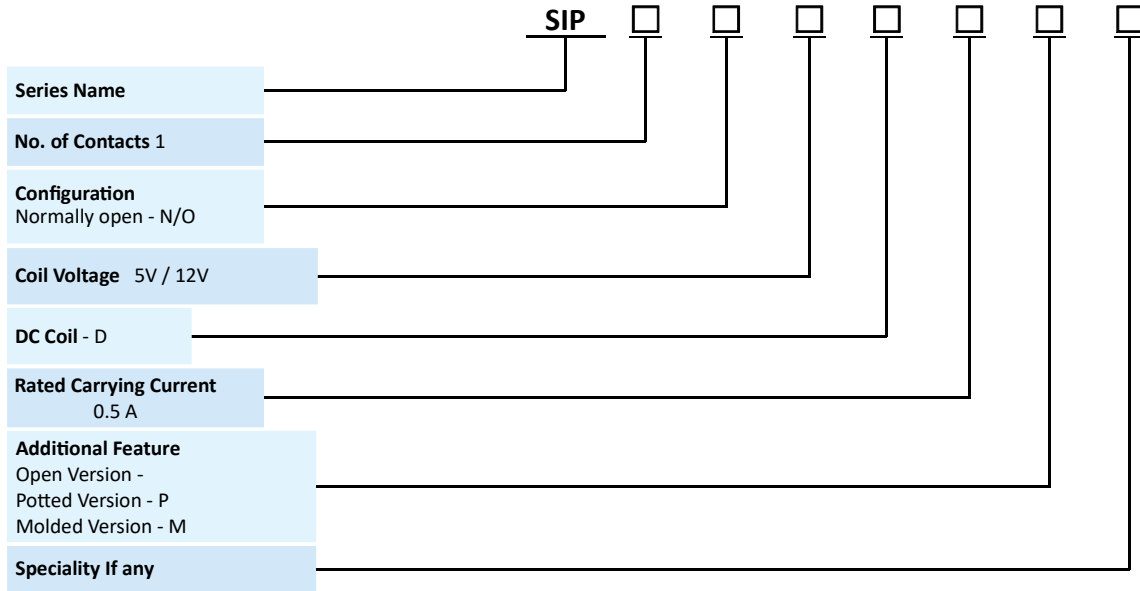 SIP
Series Name
No. of Contacts 1
Configuration
Normally open - N/O
Coil Voltage 5V / 12V
DC Coil - D
Rated Carrying Current
0.5 A
Additional Feature
Open Version -
Potted Version - P
Molded Version - M
Speciality If any